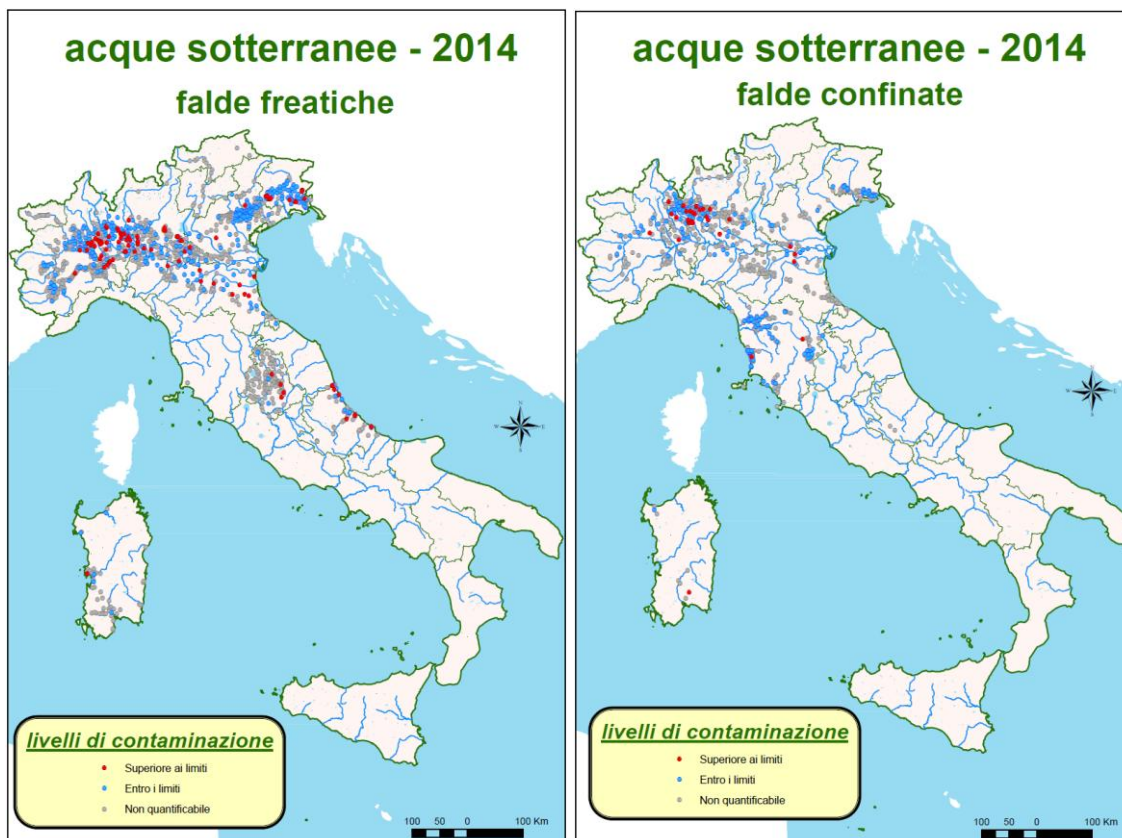 acque sotterranee - 2014
falde freatiche
livelli di contaminazione
Superiore ai limiti
Entro i limiti
Non quantificabile
100 50 0 100 Km
acque sotterranee - 2014
falde confinate
livelli di contaminazione
Superiore ai limiti
Entro i limiti
Non quantificabile
100 50 0 100 Km